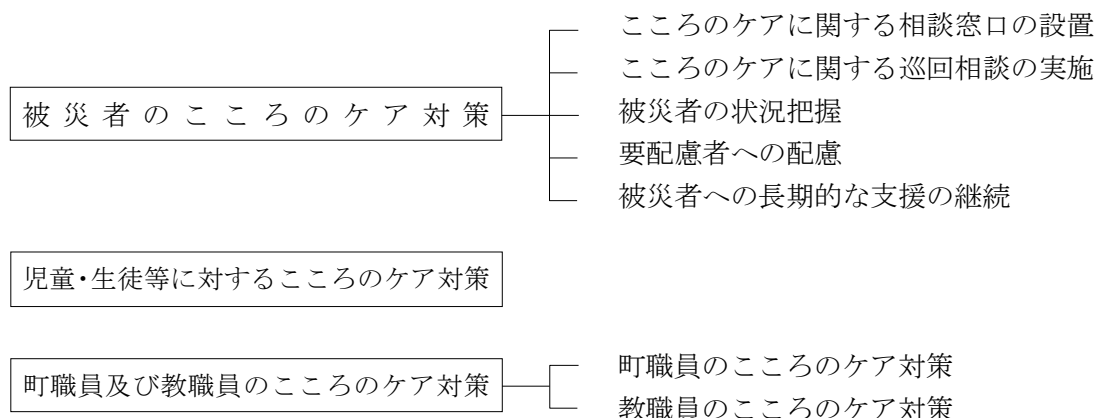 被災者のこころのケア対策
こころのケアに関する相談窓口の設置
こころのケアに関する巡回相談の実施
被災者の状況把握
要配慮者への配慮
被災者への長期的な支援の継続
児童・生徒等に対するこころのケア対策
町職員及び教職員のこころのケア対策
町職員のこころのケア対策
教職員のこころのケア対策